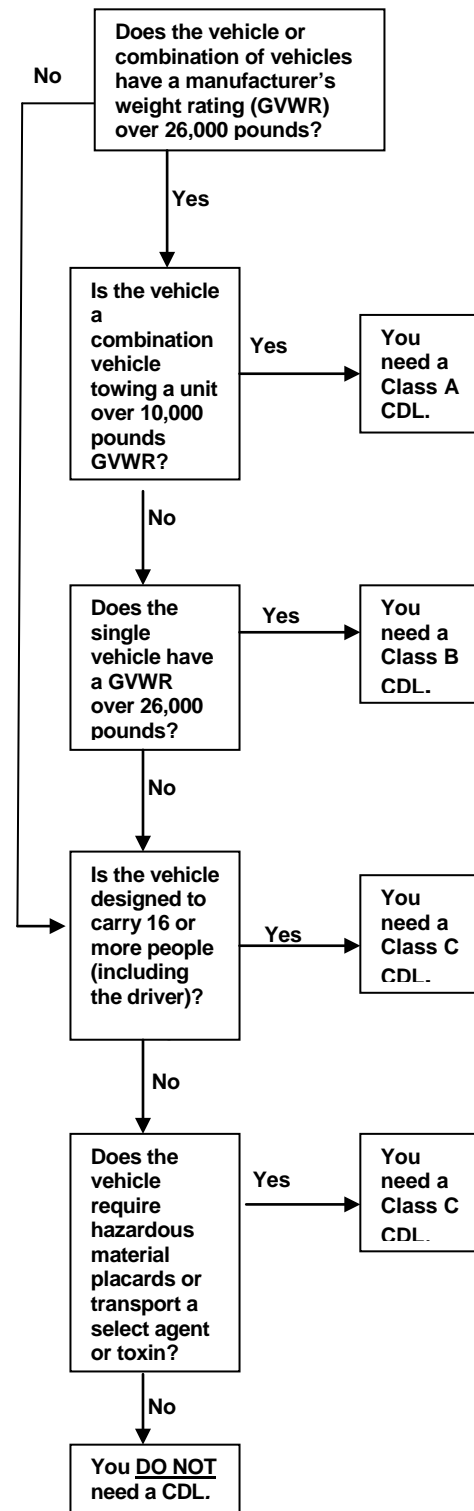 Does the vehicle or
combination of vehicles
have a manufacturer’s
weight rating (GVWR)
over 26,000 pounds?
No
Yes
Is the vehicle
a
combination
vehicle
towing a unit
over 10,000
pounds
GVWR?
Yes
You
need a
Class A
CDL.
No
Does the
single
vehicle have
a GVWR
over 26,000
pounds?
Yes
You
need a
Class B
CDL.
No
Is the vehicle
designed to
carry 16 or
more people
(including
the driver)?
Yes
You
need a
Class C
CDL.
No
Does the
vehicle
require
hazardous
material
placards or
transport a
select agent
or toxin?
Yes
You
need a
Class C
CDL.
No
You DO NOT
need a CDL.